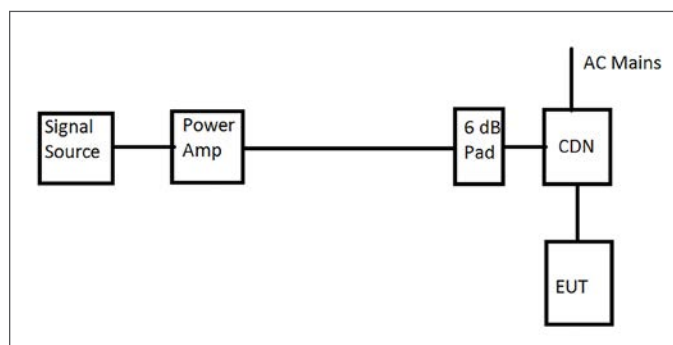 AC Mains
Signal
Source
Power
Amp
6 dB
Pad
CDN
EUT